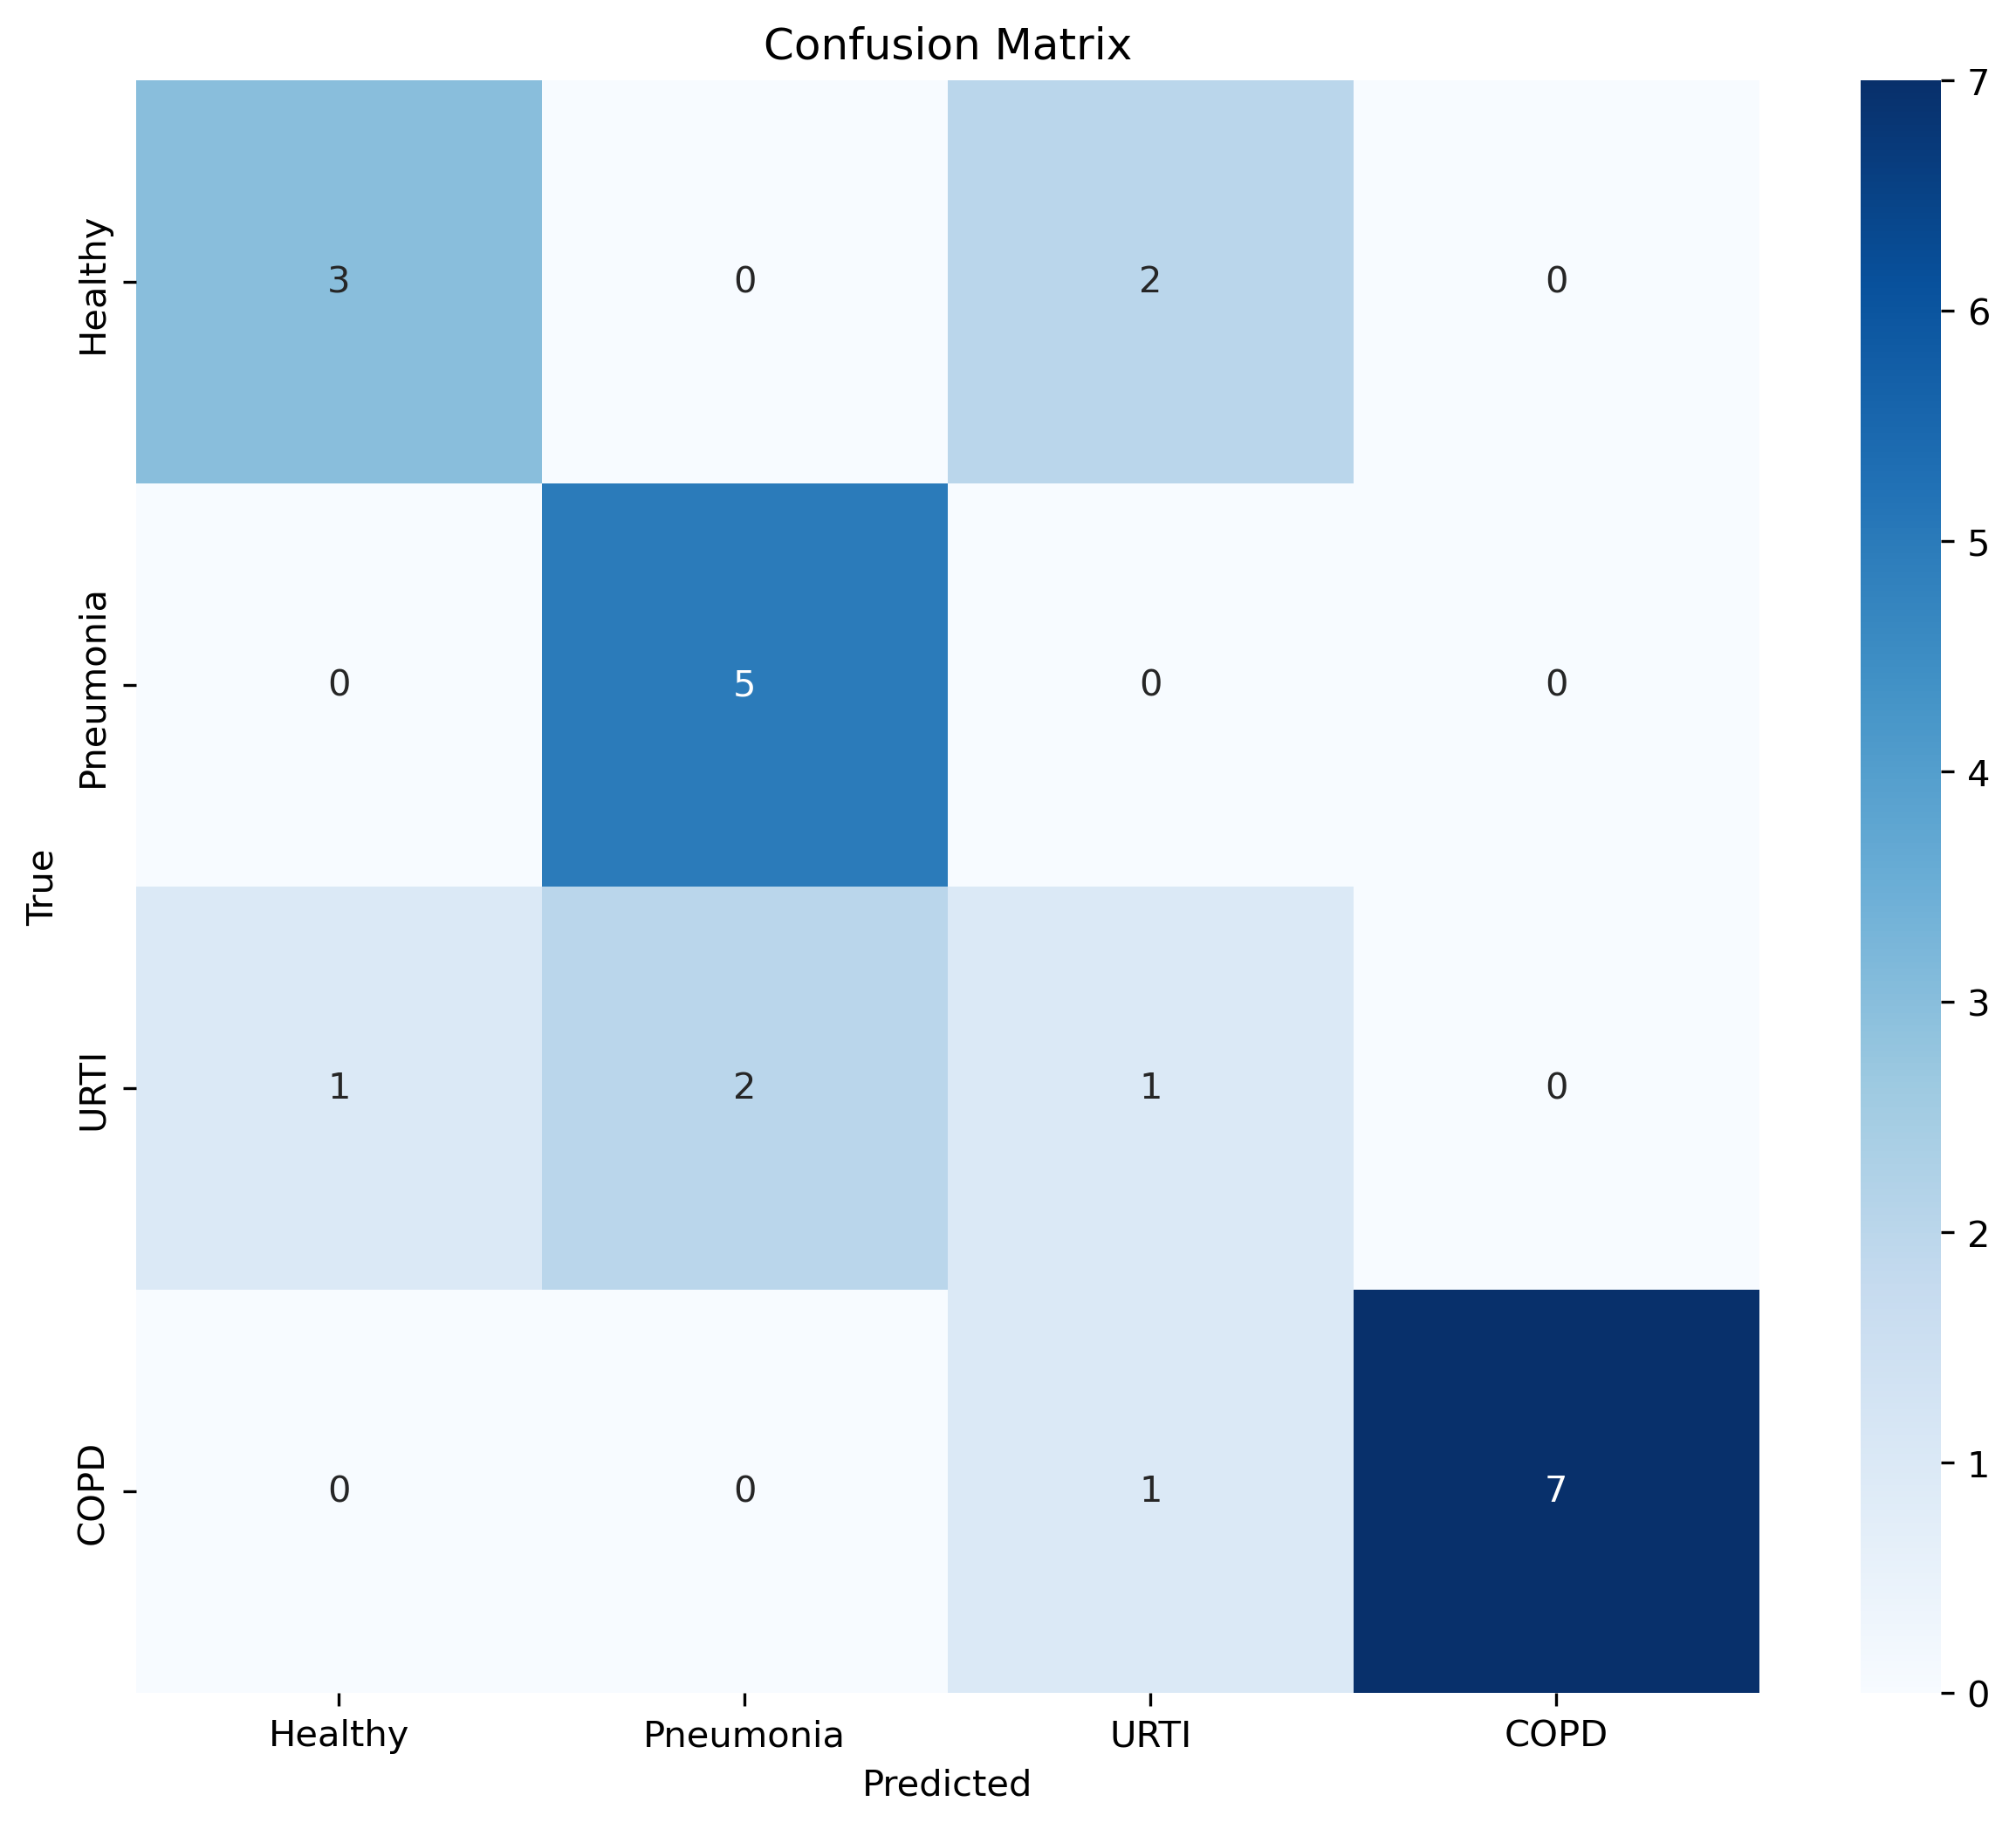 Confusion Matrix
True
Healthy
3 0 2 0
Pneumonia
0 5 0 0
URTI
1 2 1 0
COPD
0 0 1 7
Healthy Pneumonia URTI COPD
Predicted
7
6
5
4
3
2
1
0